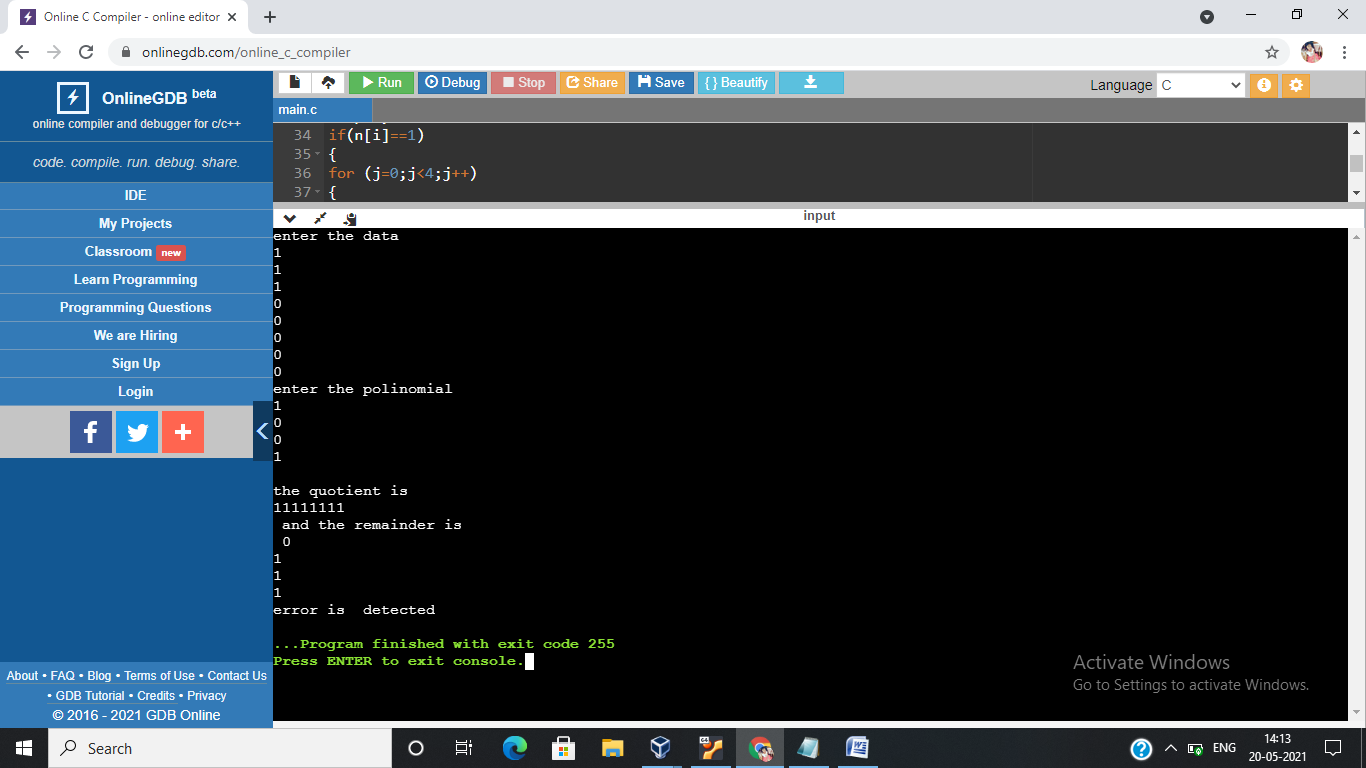 Online C Compiler - online editor
onlinegdb.com/online_c_compiler
OnlineGDB beta
online compiler and debugger for c/c++
code. compile. run. debug. share.
IDE
My Projects
Classroom new
Learn Programming
Programming Questions
We are Hiring
Sign Up
Login
About • FAQ • Blog • Terms of Use • Contact Us
• GDB Tutorial • Credits • Privacy
© 2016 - 2021 GDB Online
Run Debug Stop Share Save { } Beautify
Language C
main.c
34 if(n[i]==1)
35 {
36 for (j=0;j<4;j++)
37 {
input
enter the data
1
1
1
0
0
0
0
0
enter the polinomial
1
0
0
1
the quotient is
11111111
and the remainder is
0
1
1
1
error is detected
...Program finished with exit code 255
Press ENTER to exit console.
Activate Windows
Go to Settings to activate Windows.
Search
ENG
14:13
20-05-2021